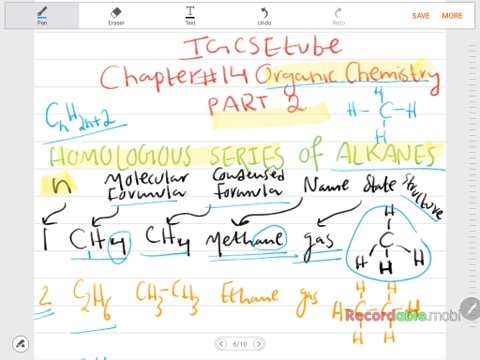 Pen Eraser Text Undo Redo SAVE MORE
IGCSEtube
Chapter#14 Organic Chemistry
PART 2
CnH2n+2
H
H-C-H
H
HOMOLOGOUS SERIES of ALKANES
n Molecular Formula Condensed Formula Name State Structure
1 CH4 CH4 Methane gas
H
C
H H H
2 C2H6 CH3-CH3 Ethane gas
H H
H-C-C-H
H H
Recordable.mobi
6/10